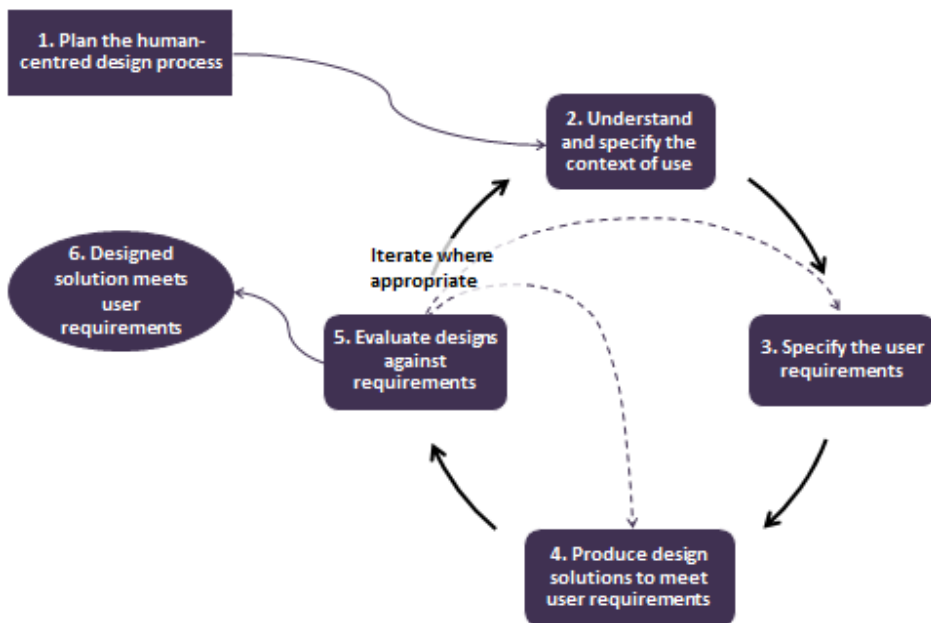 1. Plan the human-
centred design process
2. Understand
and specify the
context of use
Iterate where
appropriate
6. Designed
solution meets
user
requirements
5. Evaluate designs
against
requirements
3. Specify the user
requirements
4. Produce design
solutions to meet
user requirements